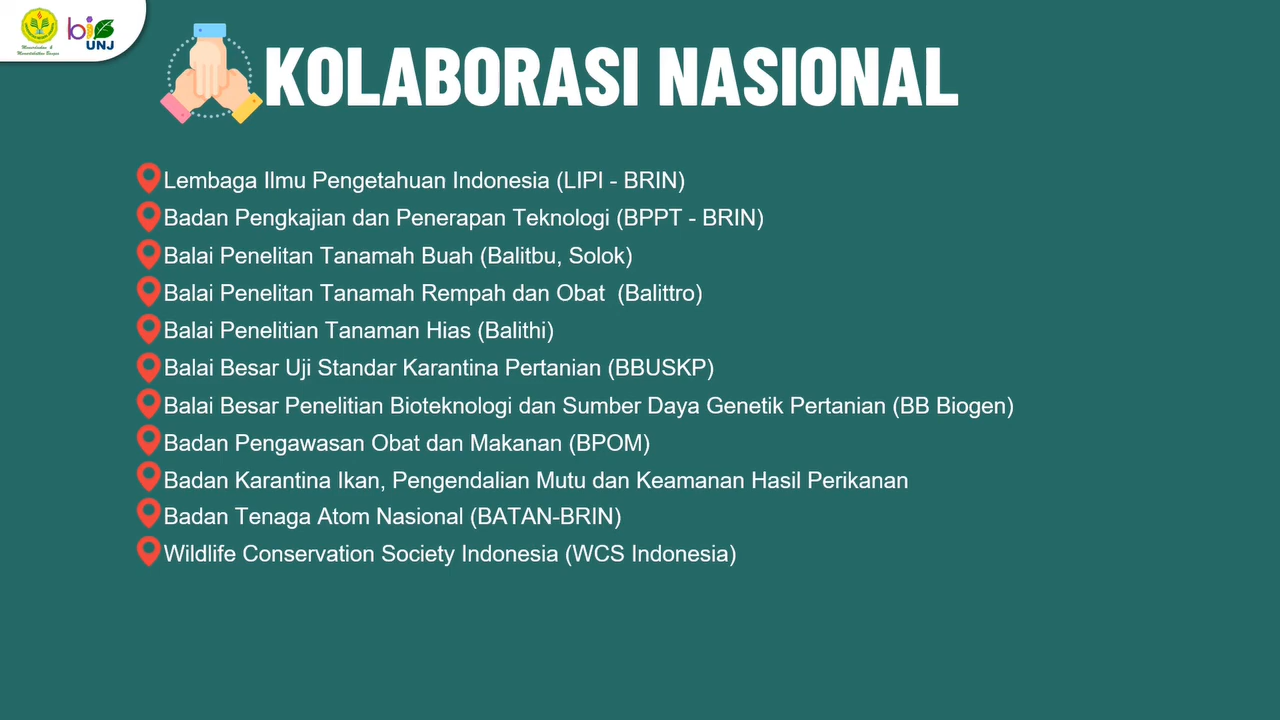 bio
UNJ
Mencerdaskan &
Memartabatkan Bangsa
KOLABORASI NASIONAL
Lembaga Ilmu Pengetahuan Indonesia (LIPI - BRIN)
Badan Pengkajian dan Penerapan Teknologi (BPPT - BRIN)
Balai Penelitan Tanamah Buah (Balitbu, Solok)
Balai Penelitan Tanamah Rempah dan Obat (Balittro)
Balai Penelitian Tanaman Hias (Balithi)
Balai Besar Uji Standar Karantina Pertanian (BBUSKP)
Balai Besar Penelitian Bioteknologi dan Sumber Daya Genetik Pertanian (BB Biogen)
Badan Pengawasan Obat dan Makanan (BPOM)
Badan Karantina Ikan, Pengendalian Mutu dan Keamanan Hasil Perikanan
Badan Tenaga Atom Nasional (BATAN-BRIN)
Wildlife Conservation Society Indonesia (WCS Indonesia)